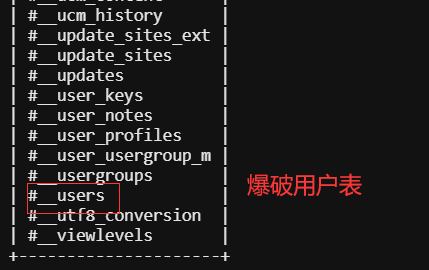 | #__ucm_content |
| #__ucm_history |
| #__update_sites_ext |
| #__update_sites |
| #__updates |
| #__user_keys |
| #__user_notes |
| #__user_profiles |
| #__user_usergroup_m |
| #__usergroups |
爆破用户表
| #__users |
| #__utf8_conversion |
| #__viewlevels |
+---------------------+